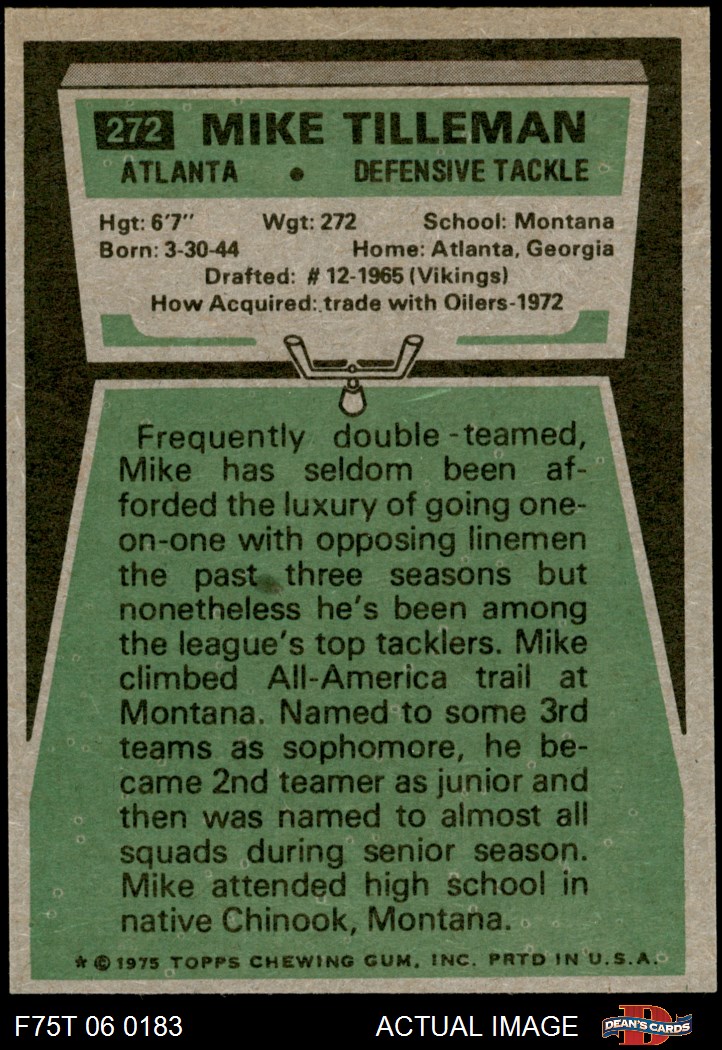 272 MIKE TILLEMAN
ATLANTA • DEFENSIVE TACKLE
Hgt: 6'7" Wgt: 272 School: Montana
Born: 3-30-44 Home: Atlanta, Georgia
Drafted: #12-1965 (Vikings)
How Acquired: trade with Oilers-1972
Frequently double-teamed,
Mike has seldom been af-
forded the luxury of going one-
on-one with opposing linemen
the past three seasons but
nonetheless he's been among
the league's top tacklers. Mike
climbed All-America trail at
Montana. Named to some 3rd
teams as sophomore, he be-
came 2nd teamer as junior and
then was named to almost all
squads during senior season.
Mike attended high school in
native Chinook, Montana.
* © 1975 TOPPS CHEWING GUM, INC. PRTD IN U.S.A.
F75T 06 0183 ACTUAL IMAGE D DEAN'S CARDS